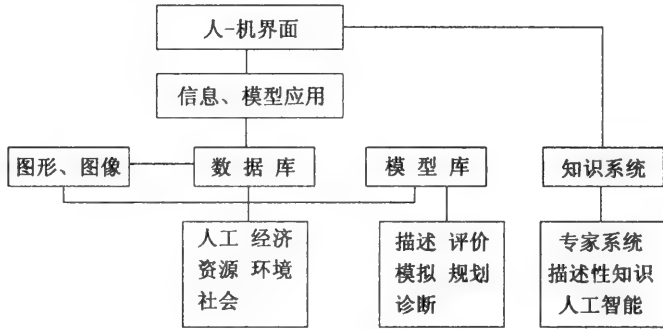 人-机界面
信息、模型应用
图形、图像
数据库
模型库
知识系统
人工 经济
资源 环境
社会
描述 评价
模拟 规划
诊断
专家系统
描述性知识
人工智能